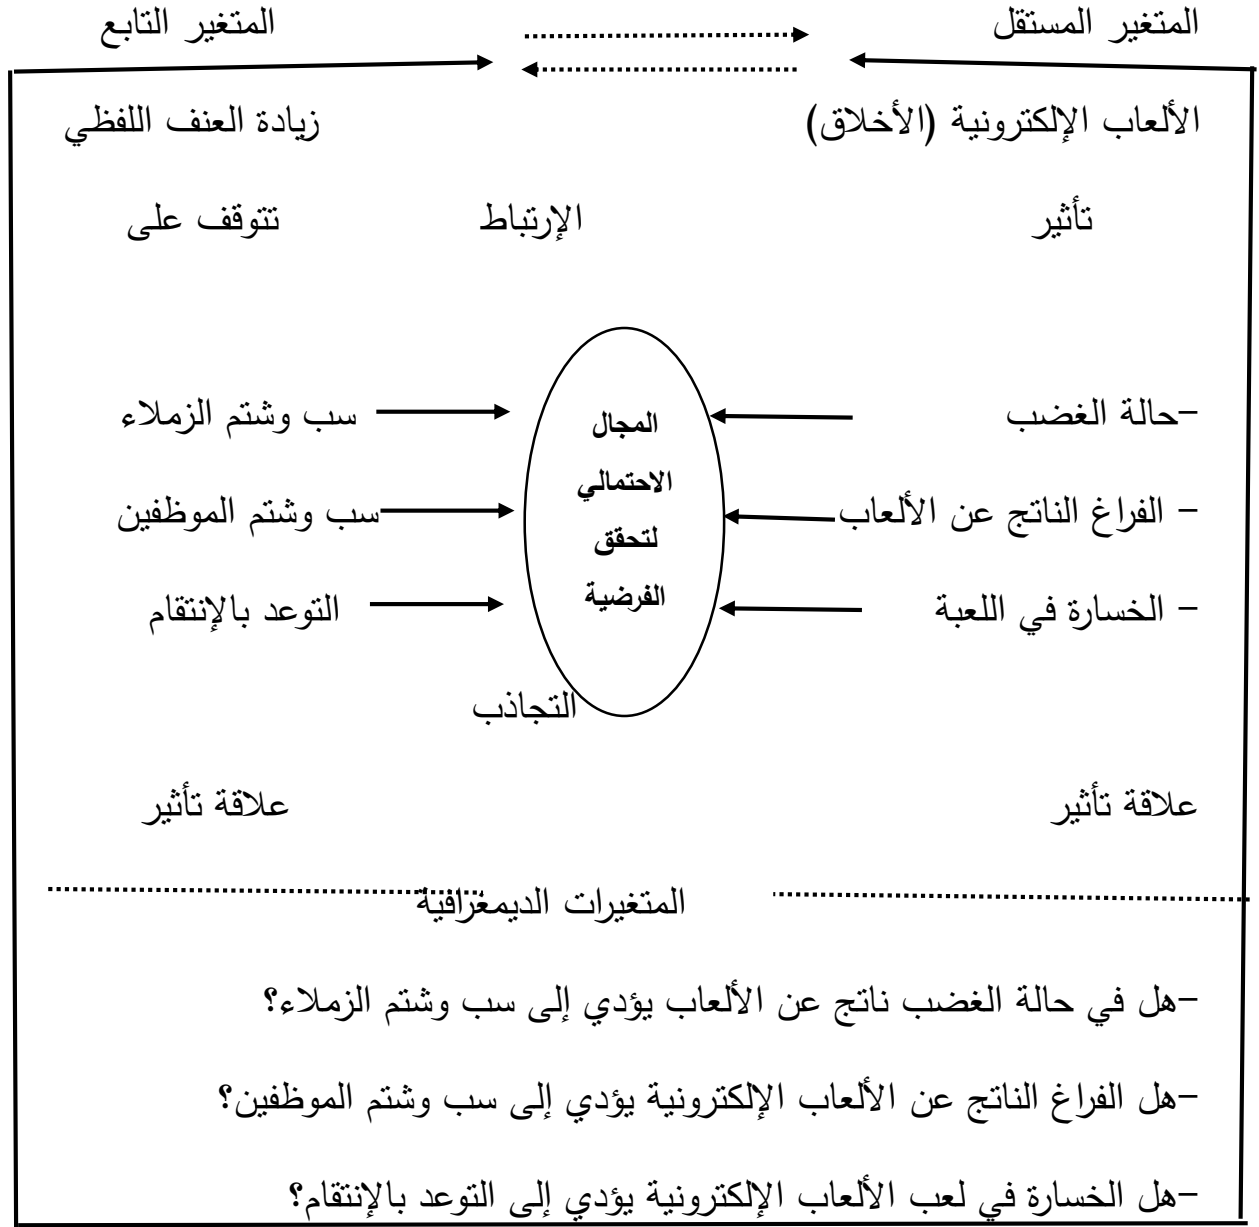 المتغير المستقل المتغير التابع
الألعاب الإلكترونية (الأخلاق) زيادة العنف اللفظي
تأثير الإرتباط تتوقف على
-حالة الغضب سب وشتم الزملاء
- الفراغ الناتج عن الألعاب سب وشتم الموظفين
- الخسارة في اللعبة التوعد بالإنتقام
المجال
الاحتمالي
لتحقق
الفرضية
التجاذب
علاقة تأثير علاقة تأثير
المتغيرات الديمغرافية
-هل في حالة الغضب ناتج عن الألعاب يؤدي إلى سب وشتم الزملاء؟
-هل الفراغ الناتج عن الألعاب الإلكترونية يؤدي إلى سب وشتم الموظفين؟
-هل الخسارة في لعب الألعاب الإلكترونية يؤدي إلى التوعد بالإنتقام؟